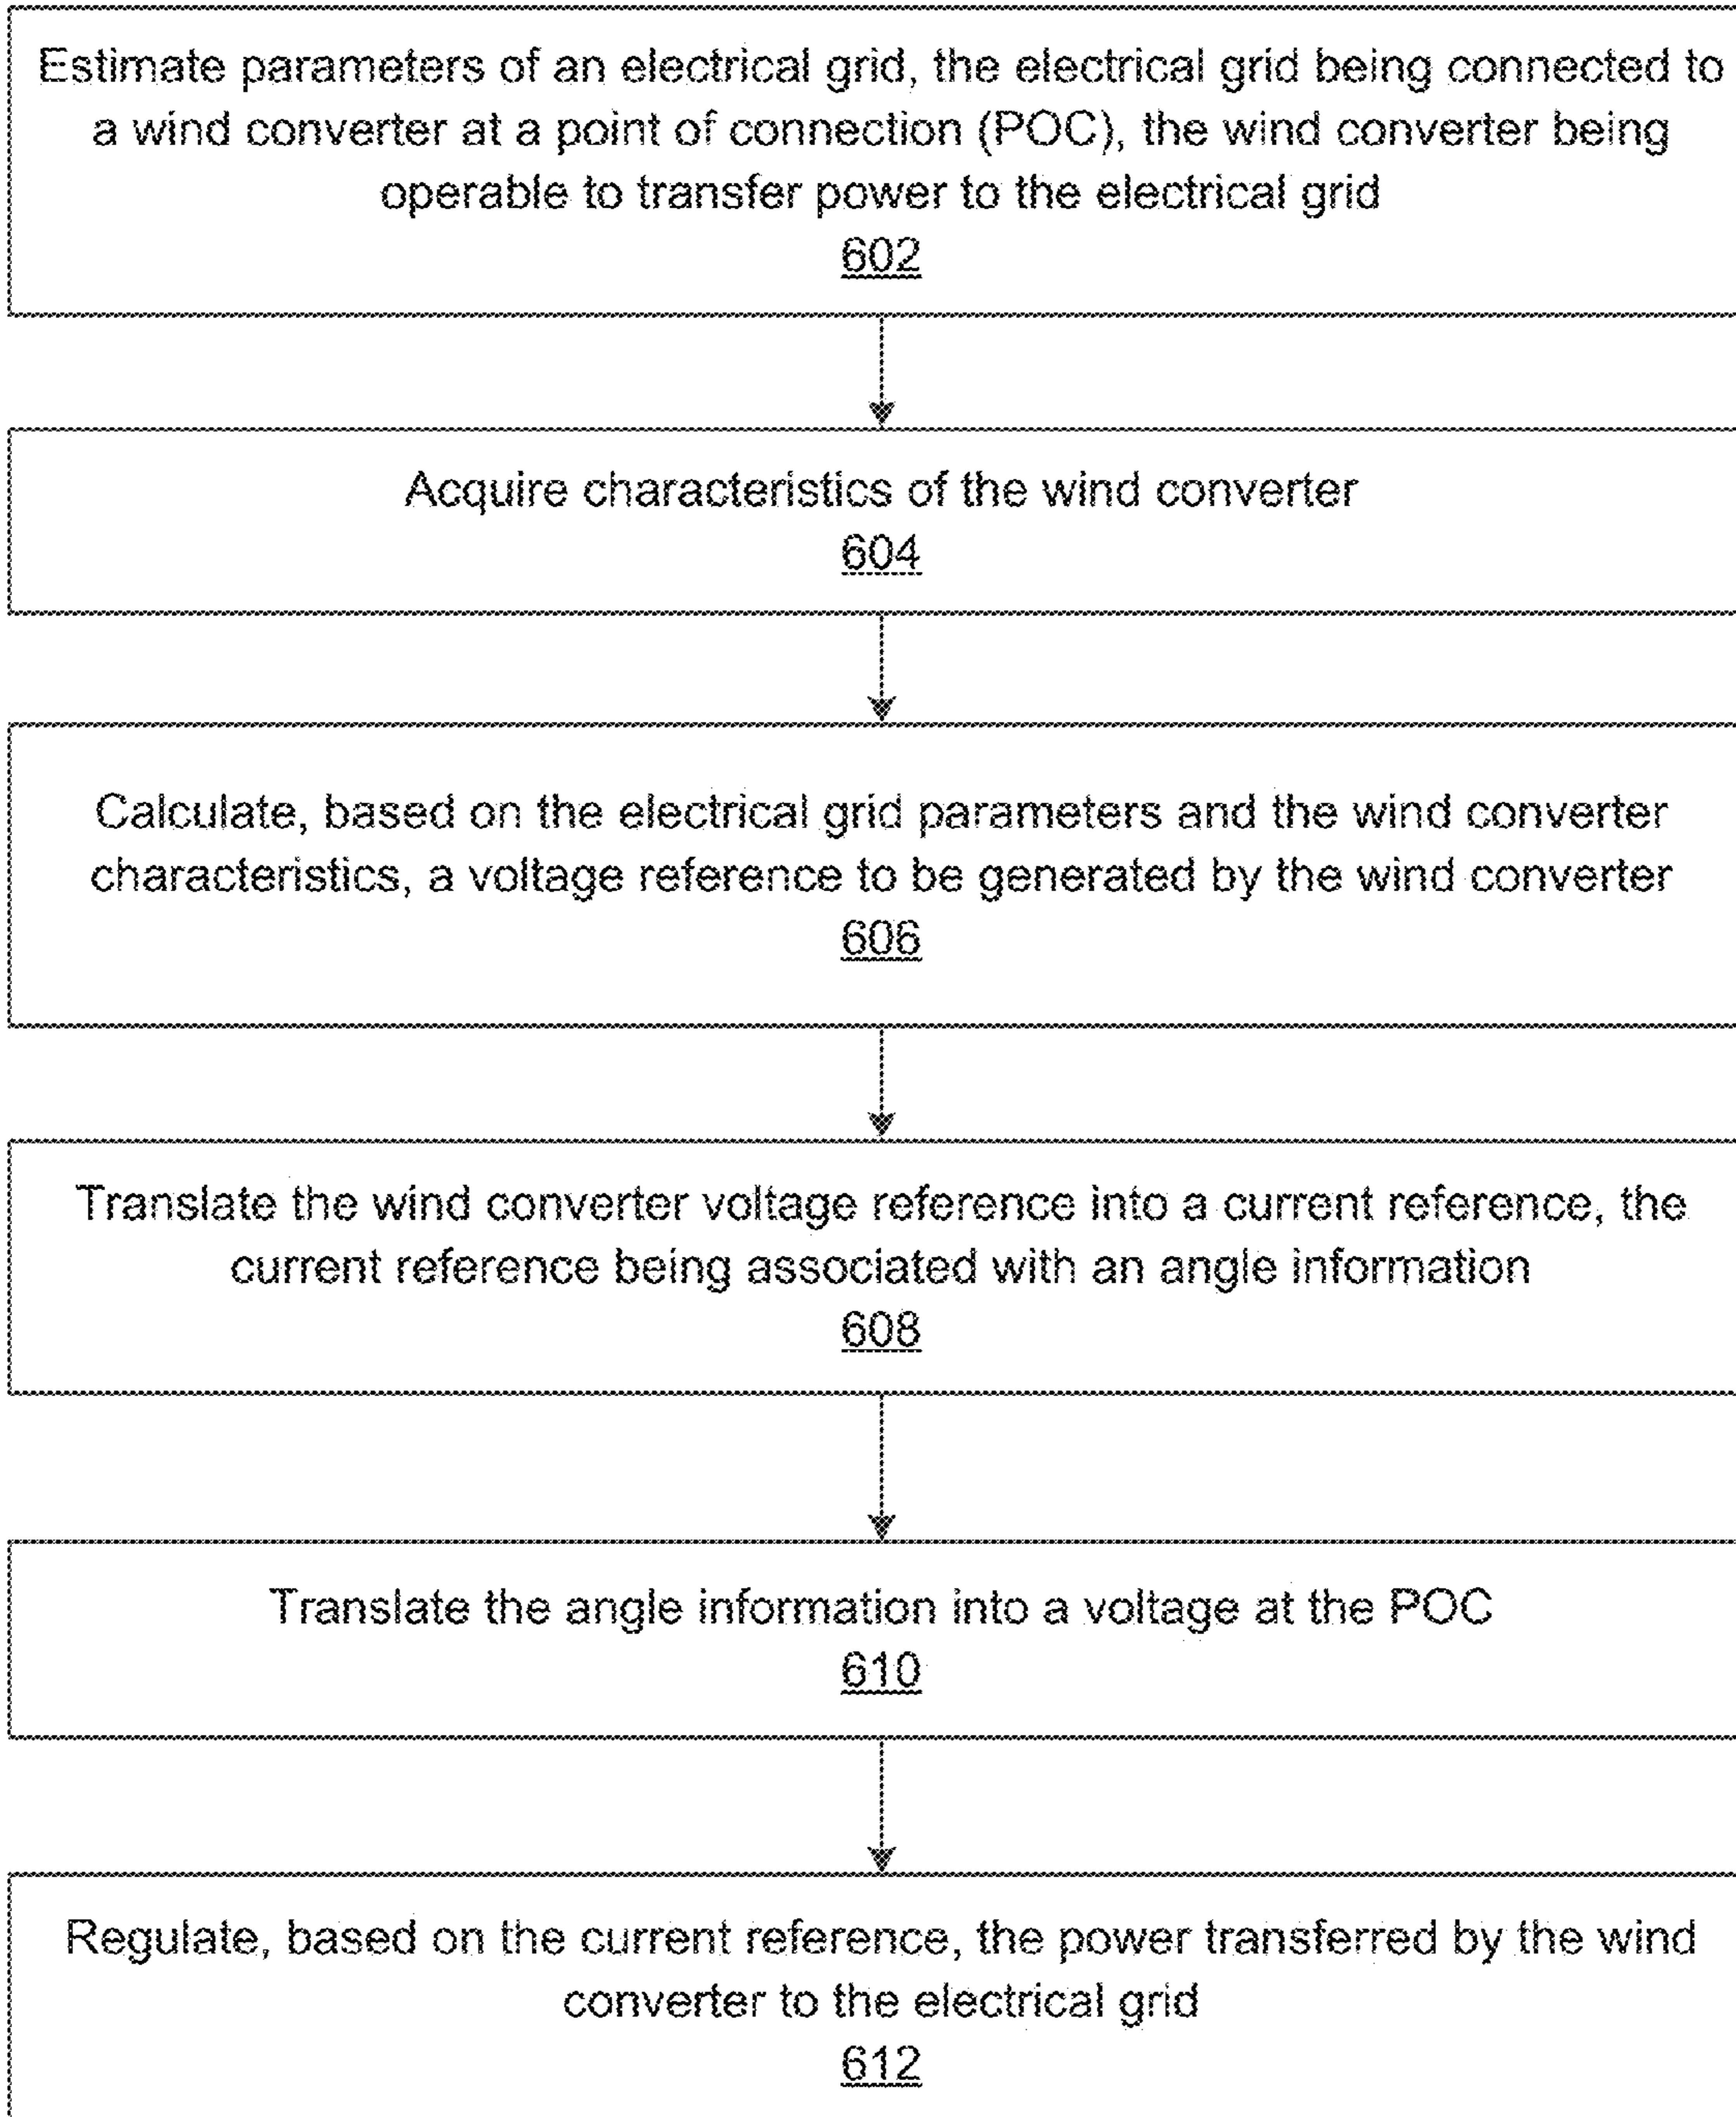 Estimate parameters of an electrical grid, the electrical grid being connected to
a wind converter at a point of connection (POC), the wind converter being
operable to transfer power to the electrical grid
602
Acquire characteristics of the wind converter
604
Calculate, based on the electrical grid parameters and the wind converter
characteristics, a voltage reference to be generated by the wind converter
606
Translate the wind converter voltage reference into a current reference, the
current reference being associated with an angle information
608
Translate the angle information into a voltage at the POC
610
Regulate, based on the current reference, the power transferred by the wind
converter to the electrical grid
612